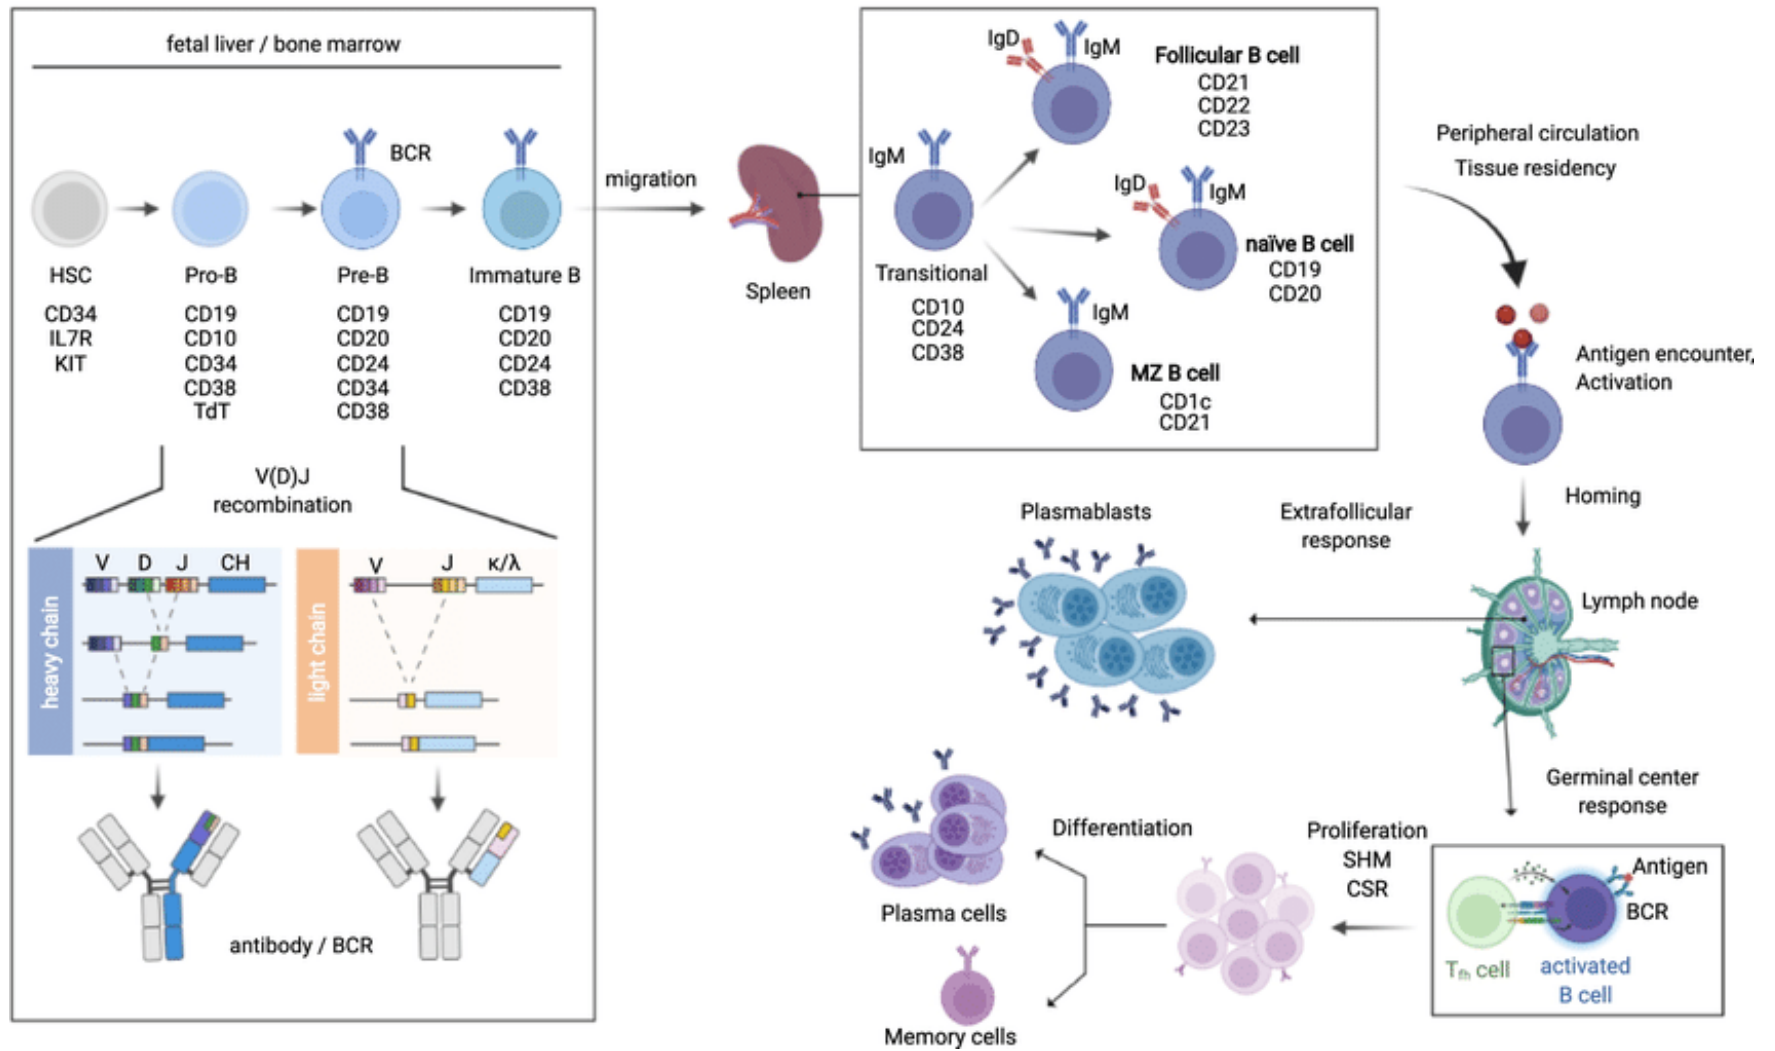 fetal liver / bone marrow
BCR
HSC
CD34
IL7R
KIT
Pro-B
CD19
CD10
CD34
CD38
TdT
Pre-B
CD19
CD20
CD24
CD34
CD38
Immature B
CD19
CD20
CD24
CD38
V(D)J
recombination
heavy chain
V D J CH
light chain
V J κ/λ
antibody / BCR
migration
Spleen
IgM
Transitional
CD10
CD24
CD38
IgD
IgM
Follicular B cell
CD21
CD22
CD23
IgD
IgM
naïve B cell
CD19
CD20
IgM
MZ B cell
CD1c
CD21
Peripheral circulation
Tissue residency
Antigen encounter,
Activation
Homing
Lymph node
Extrafollicular
response
Plasmablasts
Germinal center
response
Antigen
BCR
Tfh cell
activated
B cell
Proliferation
SHM
CSR
Differentiation
Plasma cells
Memory cells